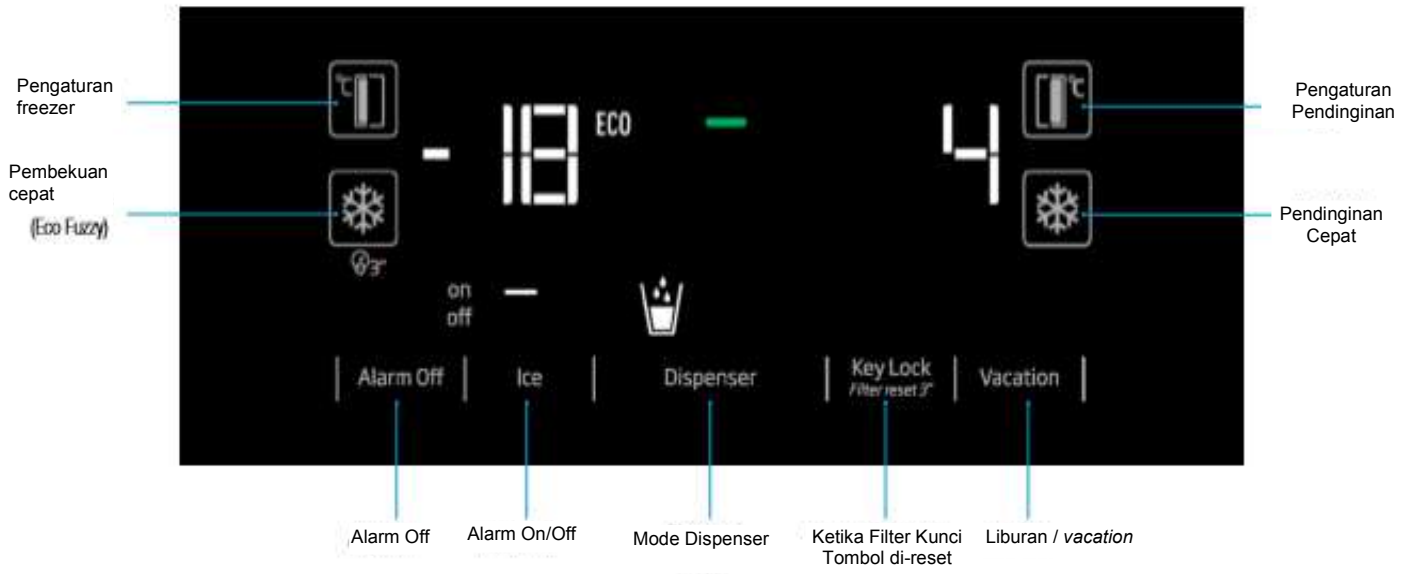 Pengaturan
freezer
°C
- 18
ECO
4
°C
Pengaturan
Pendinginan
Pembekuan
cepat
(Eco Fuzzy)
3"
Pendinginan
Cepat
on
off
Alarm Off
Ice
Dispenser
Key Lock
Filter reset 3"
Vacation
Alarm Off
Alarm On/Off
Mode Dispenser
Ketika Filter Kunci
Tombol di-reset
Liburan / vacation